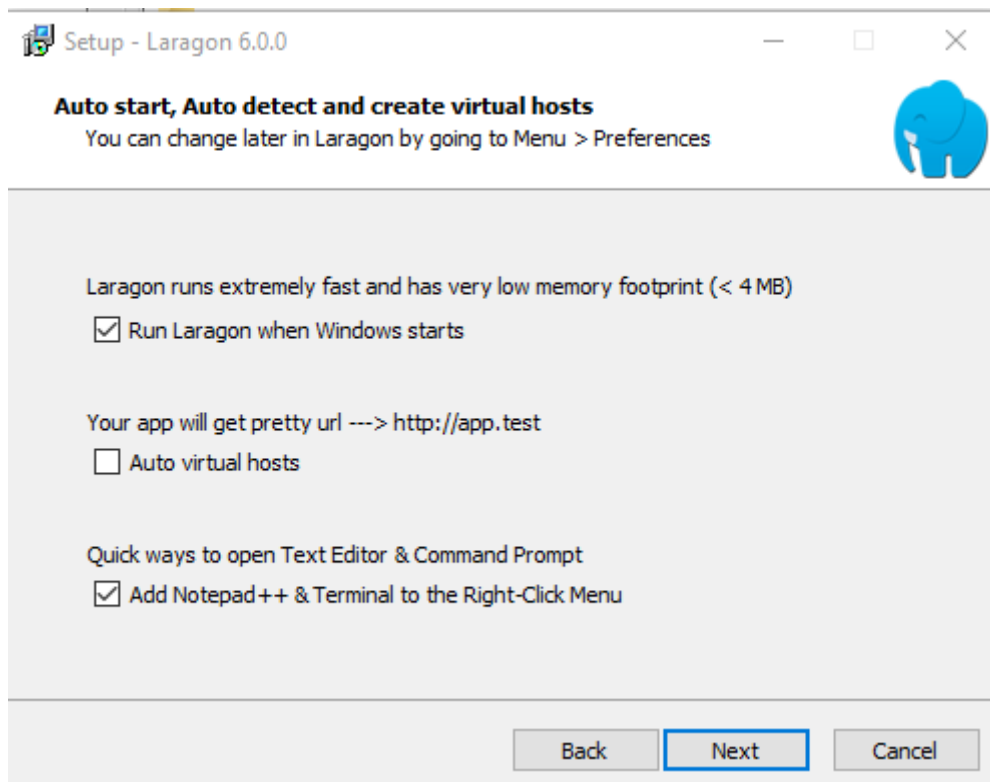 Setup - Laragon 6.0.0
Auto start, Auto detect and create virtual hosts
You can change later in Laragon by going to Menu > Preferences
Laragon runs extremely fast and has very low memory footprint (< 4 MB)
Run Laragon when Windows starts
Your app will get pretty url ---> http://app.test
Auto virtual hosts
Quick ways to open Text Editor & Command Prompt
Add Notepad++ & Terminal to the Right-Click Menu
Back Next Cancel